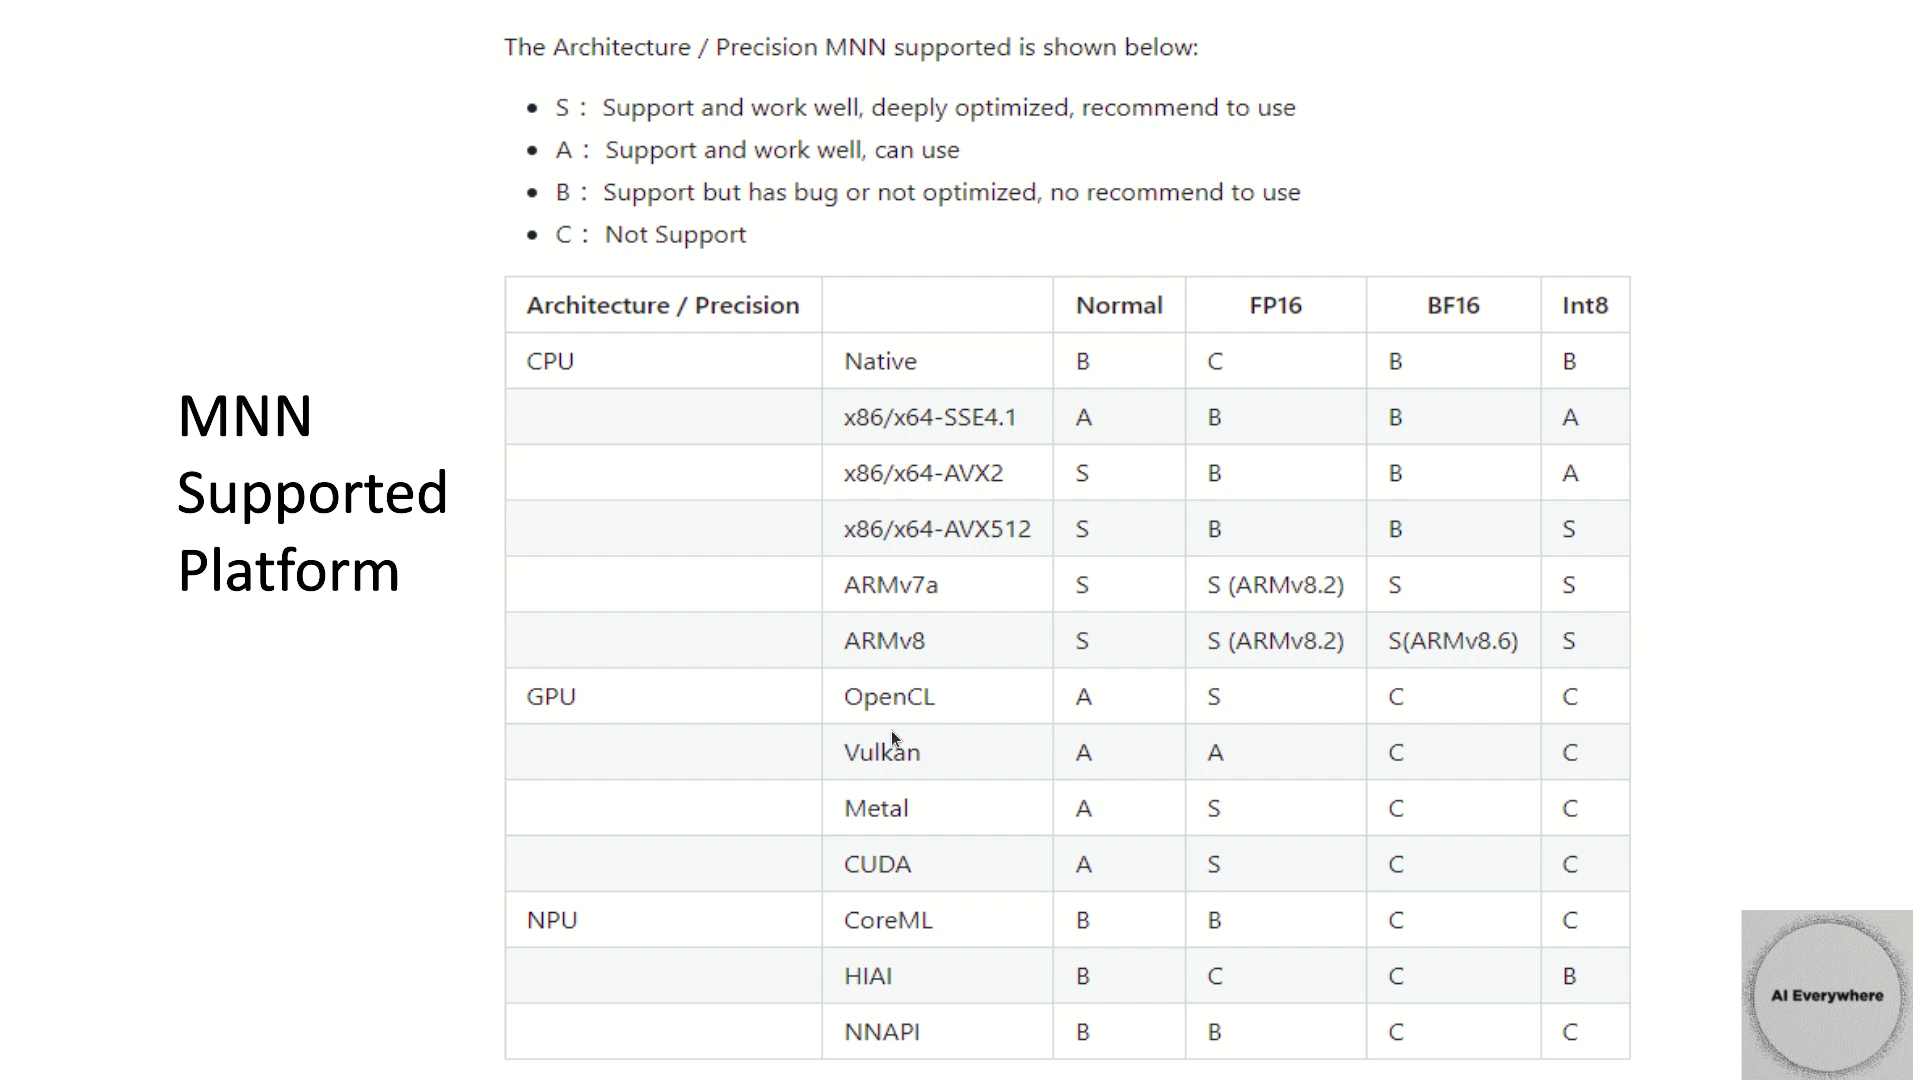 The Architecture / Precision MNN supported is shown below:
• S： Support and work well, deeply optimized, recommend to use
• A： Support and work well, can use
• B： Support but has bug or not optimized, no recommend to use
• C： Not Support
MNN
Supported
Platform
Architecture / Precision Normal FP16 BF16 Int8
CPU Native B C B B
x86/x64-SSE4.1 A B B A
x86/x64-AVX2 S B B A
x86/x64-AVX512 S B B S
ARMv7a S S (ARMv8.2) S S
ARMv8 S S (ARMv8.2) S(ARMv8.6) S
GPU OpenCL A S C C
Vulkan A A C C
Metal A S C C
CUDA A S C C
NPU CoreML B B C C
HIAI B C C B
NNAPI B B C C
AI Everywhere